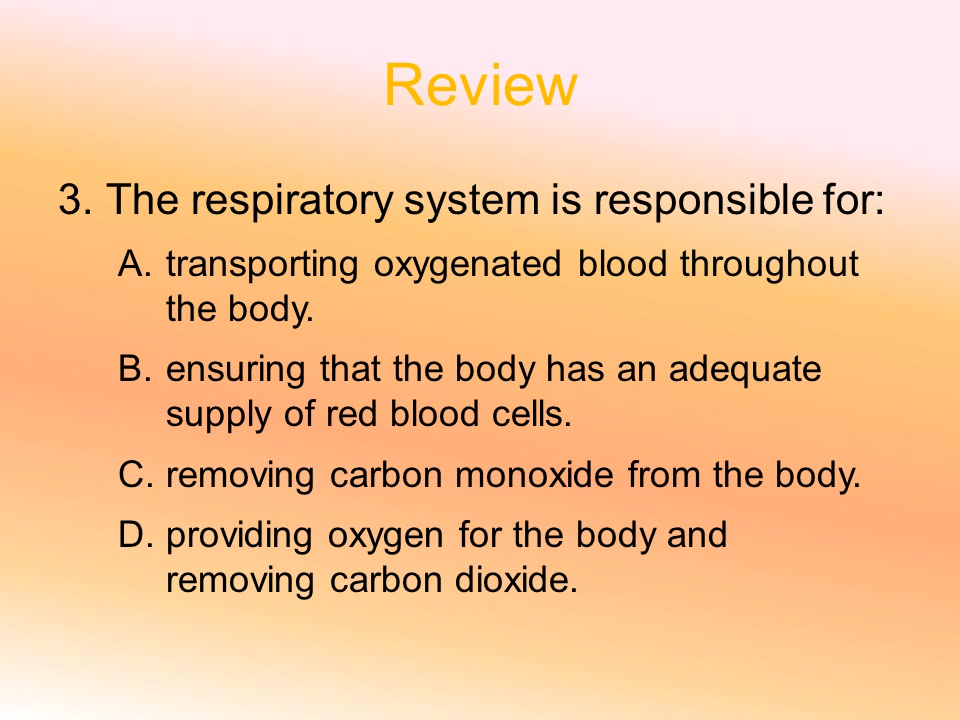 Review
3. The respiratory system is responsible for:
A. transporting oxygenated blood throughout
the body.
B. ensuring that the body has an adequate
supply of red blood cells.
C. removing carbon monoxide from the body.
D. providing oxygen for the body and
removing carbon dioxide.